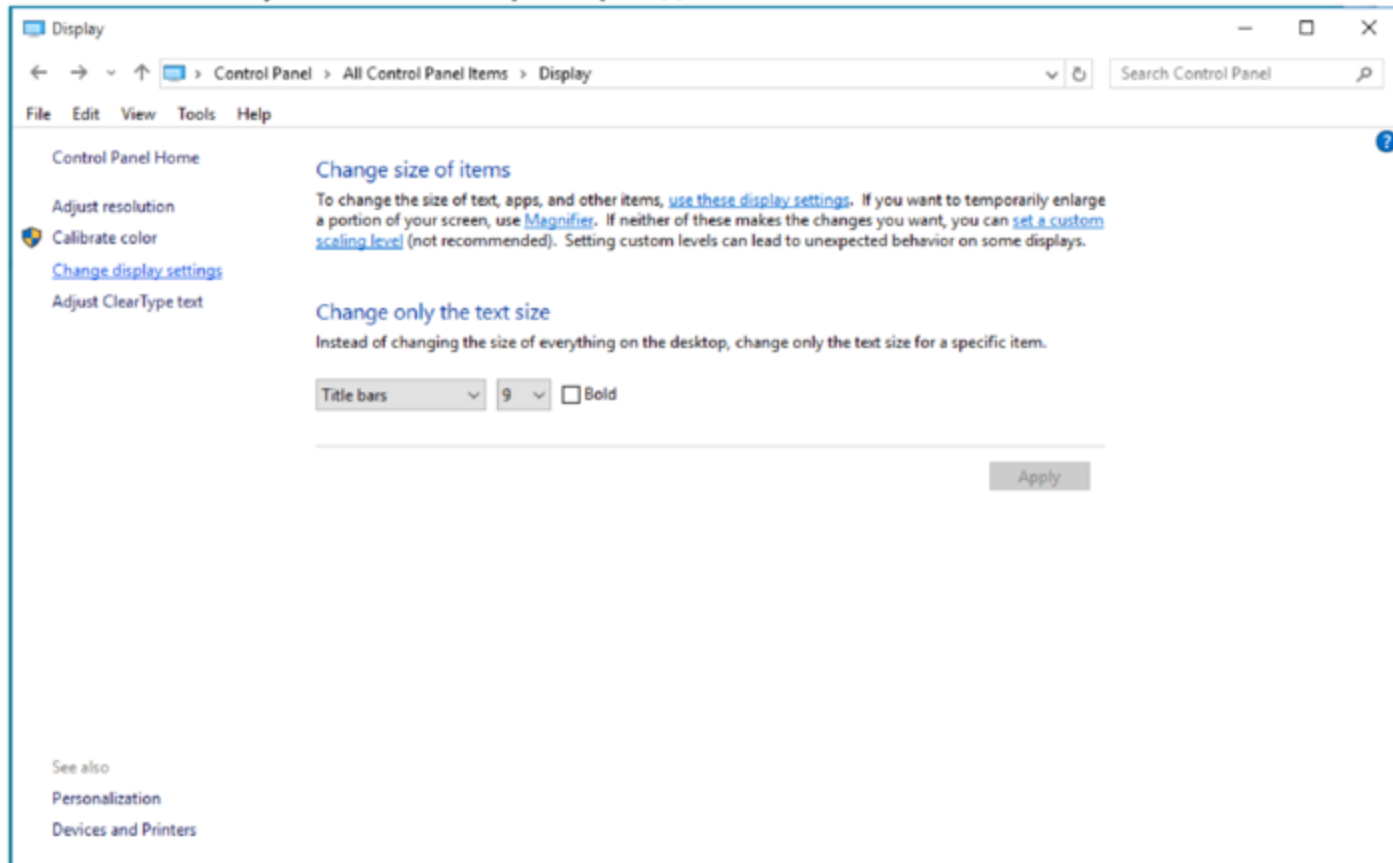 Display
Control Panel > All Control Panel Items > Display
Search Control Panel
File Edit View Tools Help
?
Control Panel Home
Adjust resolution
Calibrate color
Change display settings
Adjust ClearType text
Change size of items
To change the size of text, apps, and other items, use these display settings. If you want to temporarily enlarge
a portion of your screen, use Magnifier. If neither of these makes the changes you want, you can set a custom
scaling level (not recommended). Setting custom levels can lead to unexpected behavior on some displays.
Change only the text size
Instead of changing the size of everything on the desktop, change only the text size for a specific item.
Title bars 9 Bold
Apply
See also
Personalization
Devices and Printers